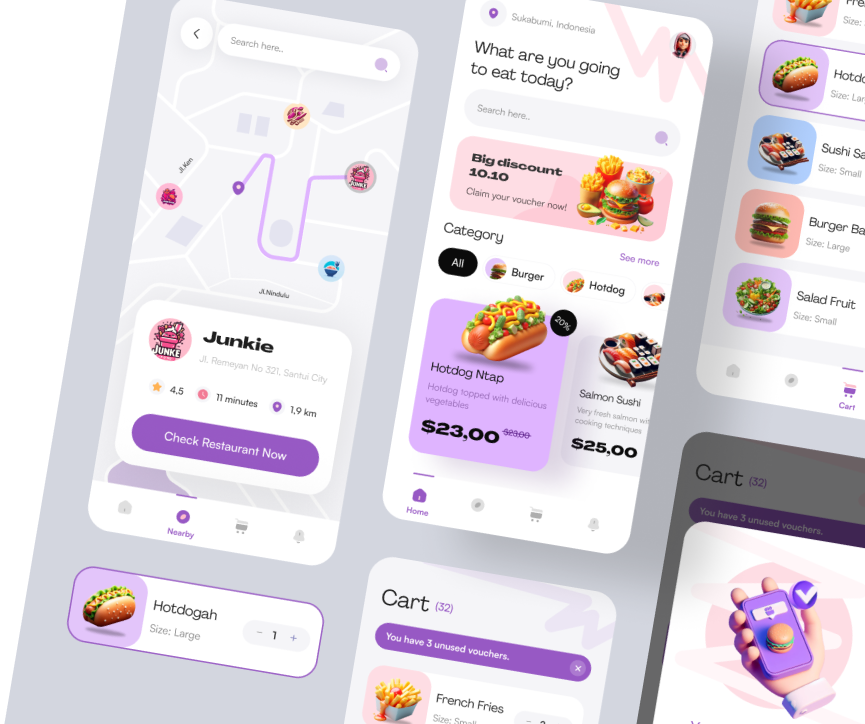 Search here..
Jl.Ken
JUNKIE
Jl.Nindulu
JUNKIE
Junkie
Jl. Remeyan No 321, Santui City
4.5
11 minutes
1,9 km
Check Restaurant Now
Nearby
Hotdogah
Size: Large
− 1 +
Sukabumi, Indonesia
What are you going
to eat today?
Search here..
Big discount
10.10
Claim your voucher now!
Category
See more
All
Burger
Hotdog
20%
Hotdog Ntap
Hotdog topped with delicious
vegetables
$23,00
$28.00
Salmon Sushi
Very fresh salmon wit
cooking techniques
$25,00
Home
Cart (32)
You have 3 unused vochers.
French Fries
Size: Small
Size:
Hotdo
Size: Lar
Sushi Sa
Size: Small
Burger Ba
Size: Large
Salad Fruit
Size: Small
Cart
Cart (32)
You have 3 unused vouchers.